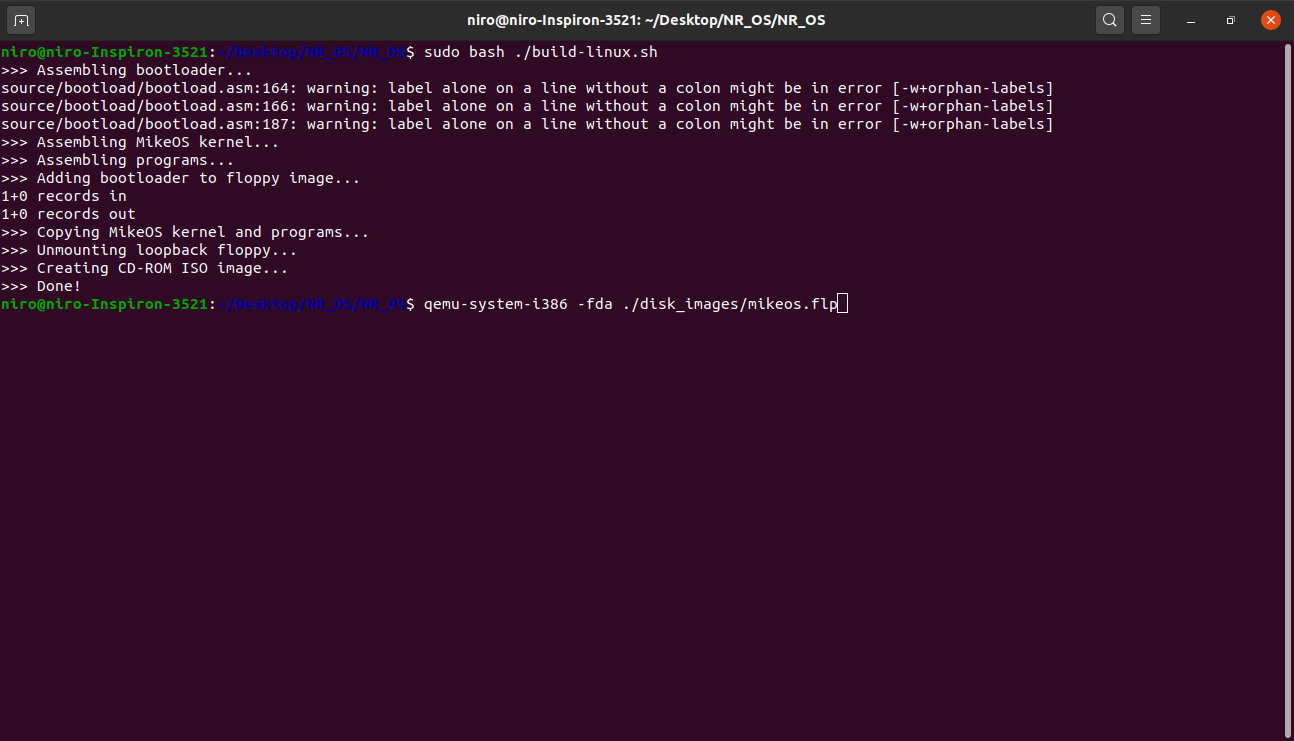 niro@niro-Inspiron-3521: ~/Desktop/NR_OS/NR_OS
niro@niro-Inspiron-3521:~/Desktop/NR_OS/NR_OS$ sudo bash ./build-linux.sh
>>> Assembling bootloader...
source/bootload/bootload.asm:164: warning: label alone on a line without a colon might be in error [-w+orphan-labels]
source/bootload/bootload.asm:166: warning: label alone on a line without a colon might be in error [-w+orphan-labels]
source/bootload/bootload.asm:187: warning: label alone on a line without a colon might be in error [-w+orphan-labels]
>>> Assembling MikeOS kernel...
>>> Assembling programs...
>>> Adding bootloader to floppy image...
1+0 records in
1+0 records out
>>> Copying MikeOS kernel and programs...
>>> Unmounting loopback floppy...
>>> Creating CD-ROM ISO image...
>>> Done!
niro@niro-Inspiron-3521:~/Desktop/NR_OS/NR_OS$ qemu-system-i386 -fda ./disk_images/mikeos.flp